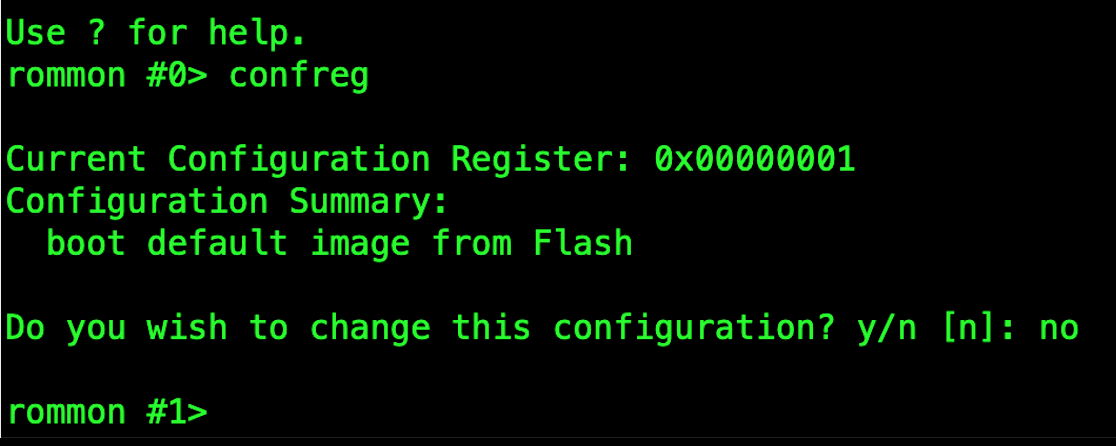 Use ? for help.
rommon #0> confreg
Current Configuration Register: 0x00000001
Configuration Summary:
boot default image from Flash
Do you wish to change this configuration? y/n [n]: no
rommon #1>